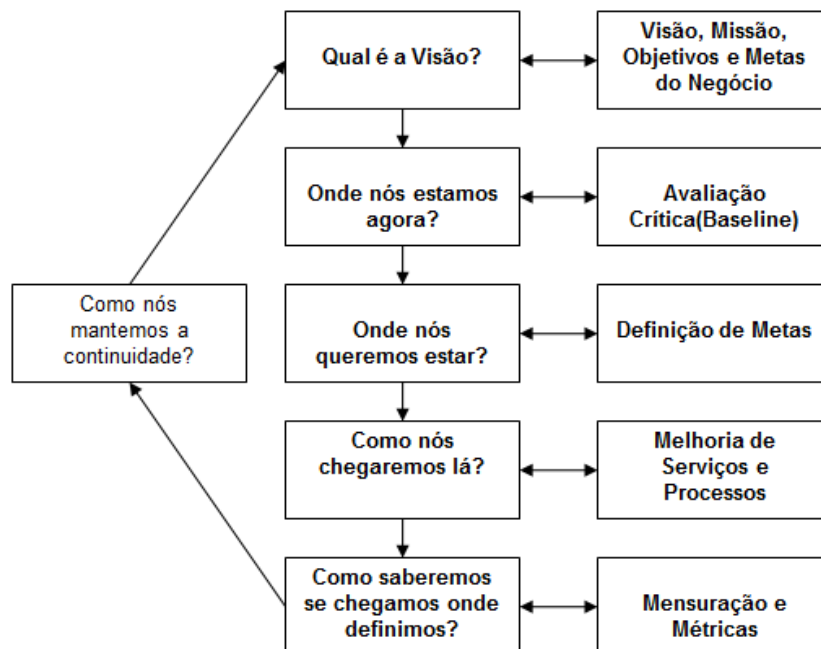 Qual é a Visão?
Visão, Missão,
Objetivos e Metas
do Negócio
Onde nós estamos
agora?
Avaliação
Crítica(Baseline)
Como nós
mantemos a
continuidade?
Onde nós
queremos estar?
Definição de Metas
Como nós
chegaremos lá?
Melhoria de
Serviços e
Processos
Como saberemos
se chegamos onde
definimos?
Mensuração e
Métricas